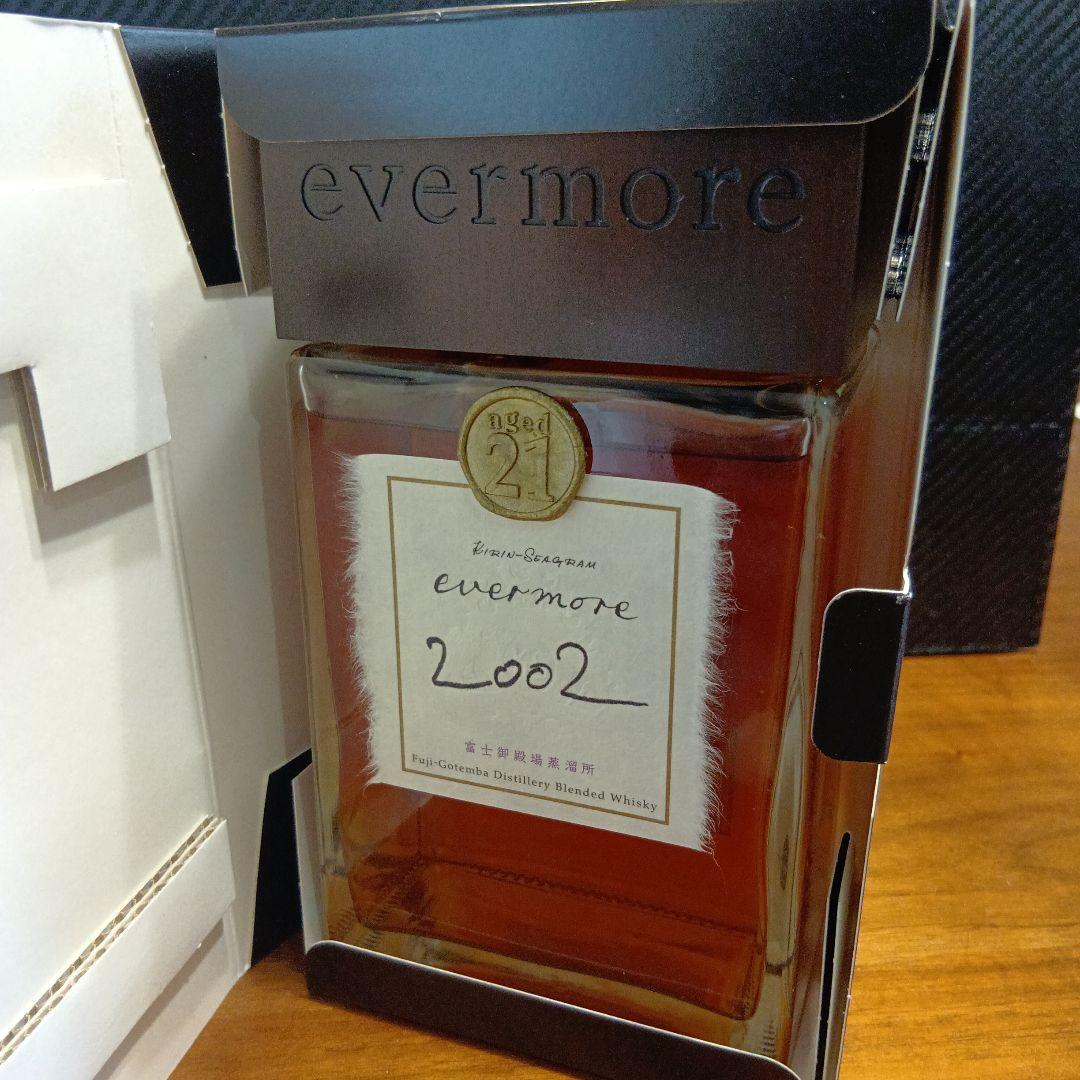 evermore
aged
21
KIRIN-SEAGRAM
evermore
2002
富士御殿場蒸溜所
Fuji-Gotemba Distillery Blended Whisky